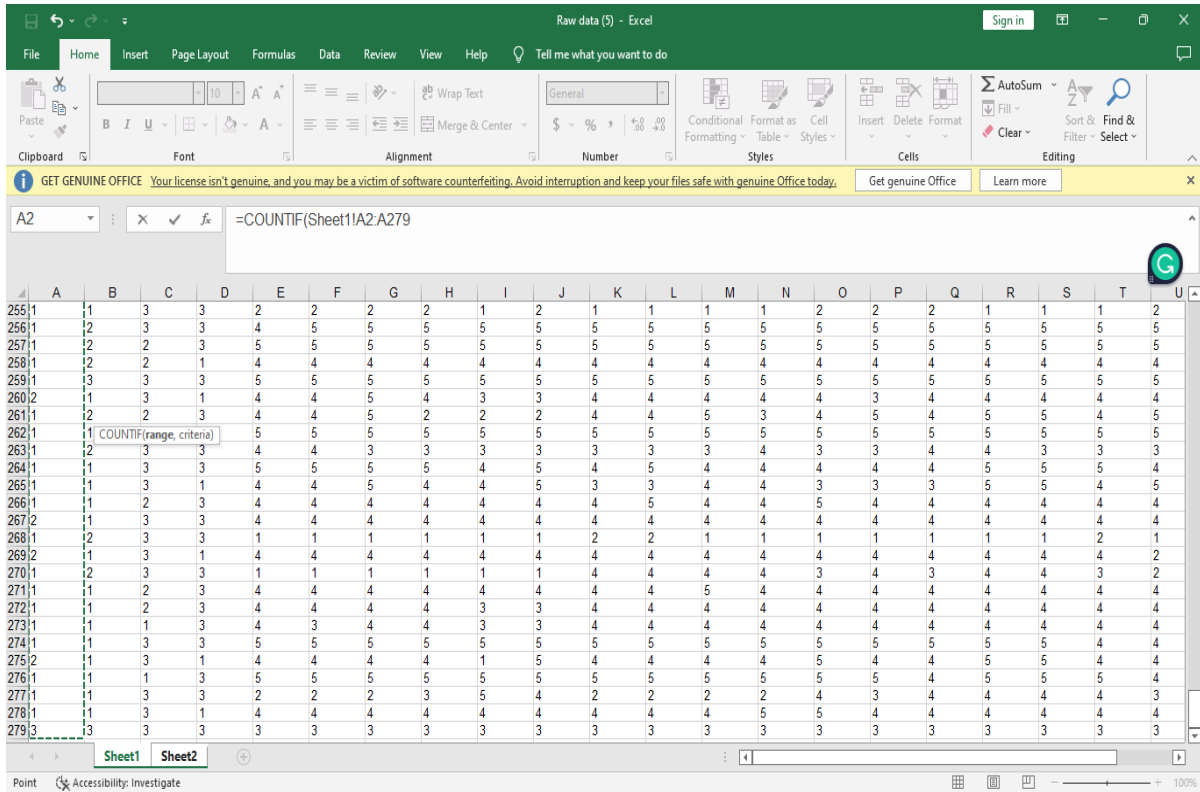 Raw data (5) - Excel
Sign in
File Home Insert Page Layout Formulas Data Review View Help Tell me what you want to do
Paste
10 A A
B I U A
Wrap Text
Merge & Center
General
$ % ,
Conditional Formatting
Format as Table
Cell Styles
Insert Delete Format
AutoSum
Fill
Clear
Sort & Filter
Find & Select
Clipboard Font Alignment Number Styles Cells Editing
GET GENUINE OFFICE Your license isn't genuine, and you may be a victim of software counterfeiting. Avoid interruption and keep your files safe with genuine Office today. Get genuine Office Learn more
A2 fx =COUNTIF(Sheet1!A2:A279
A B C D E F G H I J K L M N O P Q R S T U
255 1 1 3 3 2 2 2 2 1 2 1 1 1 1 2 2 2 1 1 1 2
256 1 2 3 3 4 5 5 5 5 5 5 5 5 5 5 5 5 5 5 5 5
257 1 2 2 3 5 5 5 5 5 5 5 5 5 5 5 5 5 5 5 5 5
258 1 2 2 1 4 4 4 4 4 4 4 4 4 4 4 4 4 4 4 4 4
259 1 3 3 3 4 5 5 5 5 5 5 5 5 5 5 5 5 5 5 5 5
260 2 1 3 1 4 4 5 4 3 3 4 4 4 4 4 3 4 4 4 4 4
261 1 2 2 3 4 4 5 2 2 2 4 4 5 3 4 5 4 5 5 4 5
262 1 1 COUNTIF(range, criteria) 5 5 5 5 5 5 5 5 5 5 5 5 5 5 5 5 5
263 1 2 3 3 4 4 3 3 3 3 3 3 4 4 3 3 4 4 3 3 3
264 1 1 3 3 5 5 5 5 4 5 4 5 4 4 4 4 4 5 5 5 4
265 1 1 3 1 4 4 5 4 4 5 3 3 4 4 3 3 3 5 5 4 5
266 1 1 2 3 4 4 4 4 4 4 4 5 4 4 5 4 4 4 4 4 4
267 2 1 3 3 4 4 4 4 4 4 4 4 4 4 4 4 4 4 4 4 4
268 1 2 3 3 1 1 1 1 1 1 2 2 1 1 1 1 1 1 1 2 1
269 2 1 3 1 4 4 4 4 4 4 4 4 4 4 4 4 4 4 4 4 2
270 1 2 3 3 1 1 1 1 1 1 4 4 4 4 3 4 3 4 4 3 2
271 1 1 2 3 4 4 4 4 4 4 4 4 5 4 4 4 4 4 4 4 4
272 1 1 2 3 4 4 4 4 3 3 4 4 4 4 4 4 4 4 4 4 4
273 1 1 1 3 4 3 4 4 3 3 4 4 4 4 4 4 4 4 4 4 4
274 1 1 3 3 5 5 5 5 5 5 5 5 5 5 5 5 5 5 5 4 4
275 2 1 3 1 4 4 4 4 1 5 4 4 4 4 5 4 4 5 5 4 4
276 1 1 1 3 5 5 5 5 5 5 5 5 5 5 5 5 4 5 5 5 4
277 1 1 3 3 2 2 2 3 5 4 2 2 2 2 4 3 4 4 4 4 3
278 1 1 3 1 4 4 4 4 4 4 4 4 4 5 5 4 4 4 4 4 4
279 3 3 3 3 3 3 3 3 3 3 3 3 3 3 3 3 3 3 3 3 3
Sheet1 Sheet2
Point Accessibility: Investigate 100%